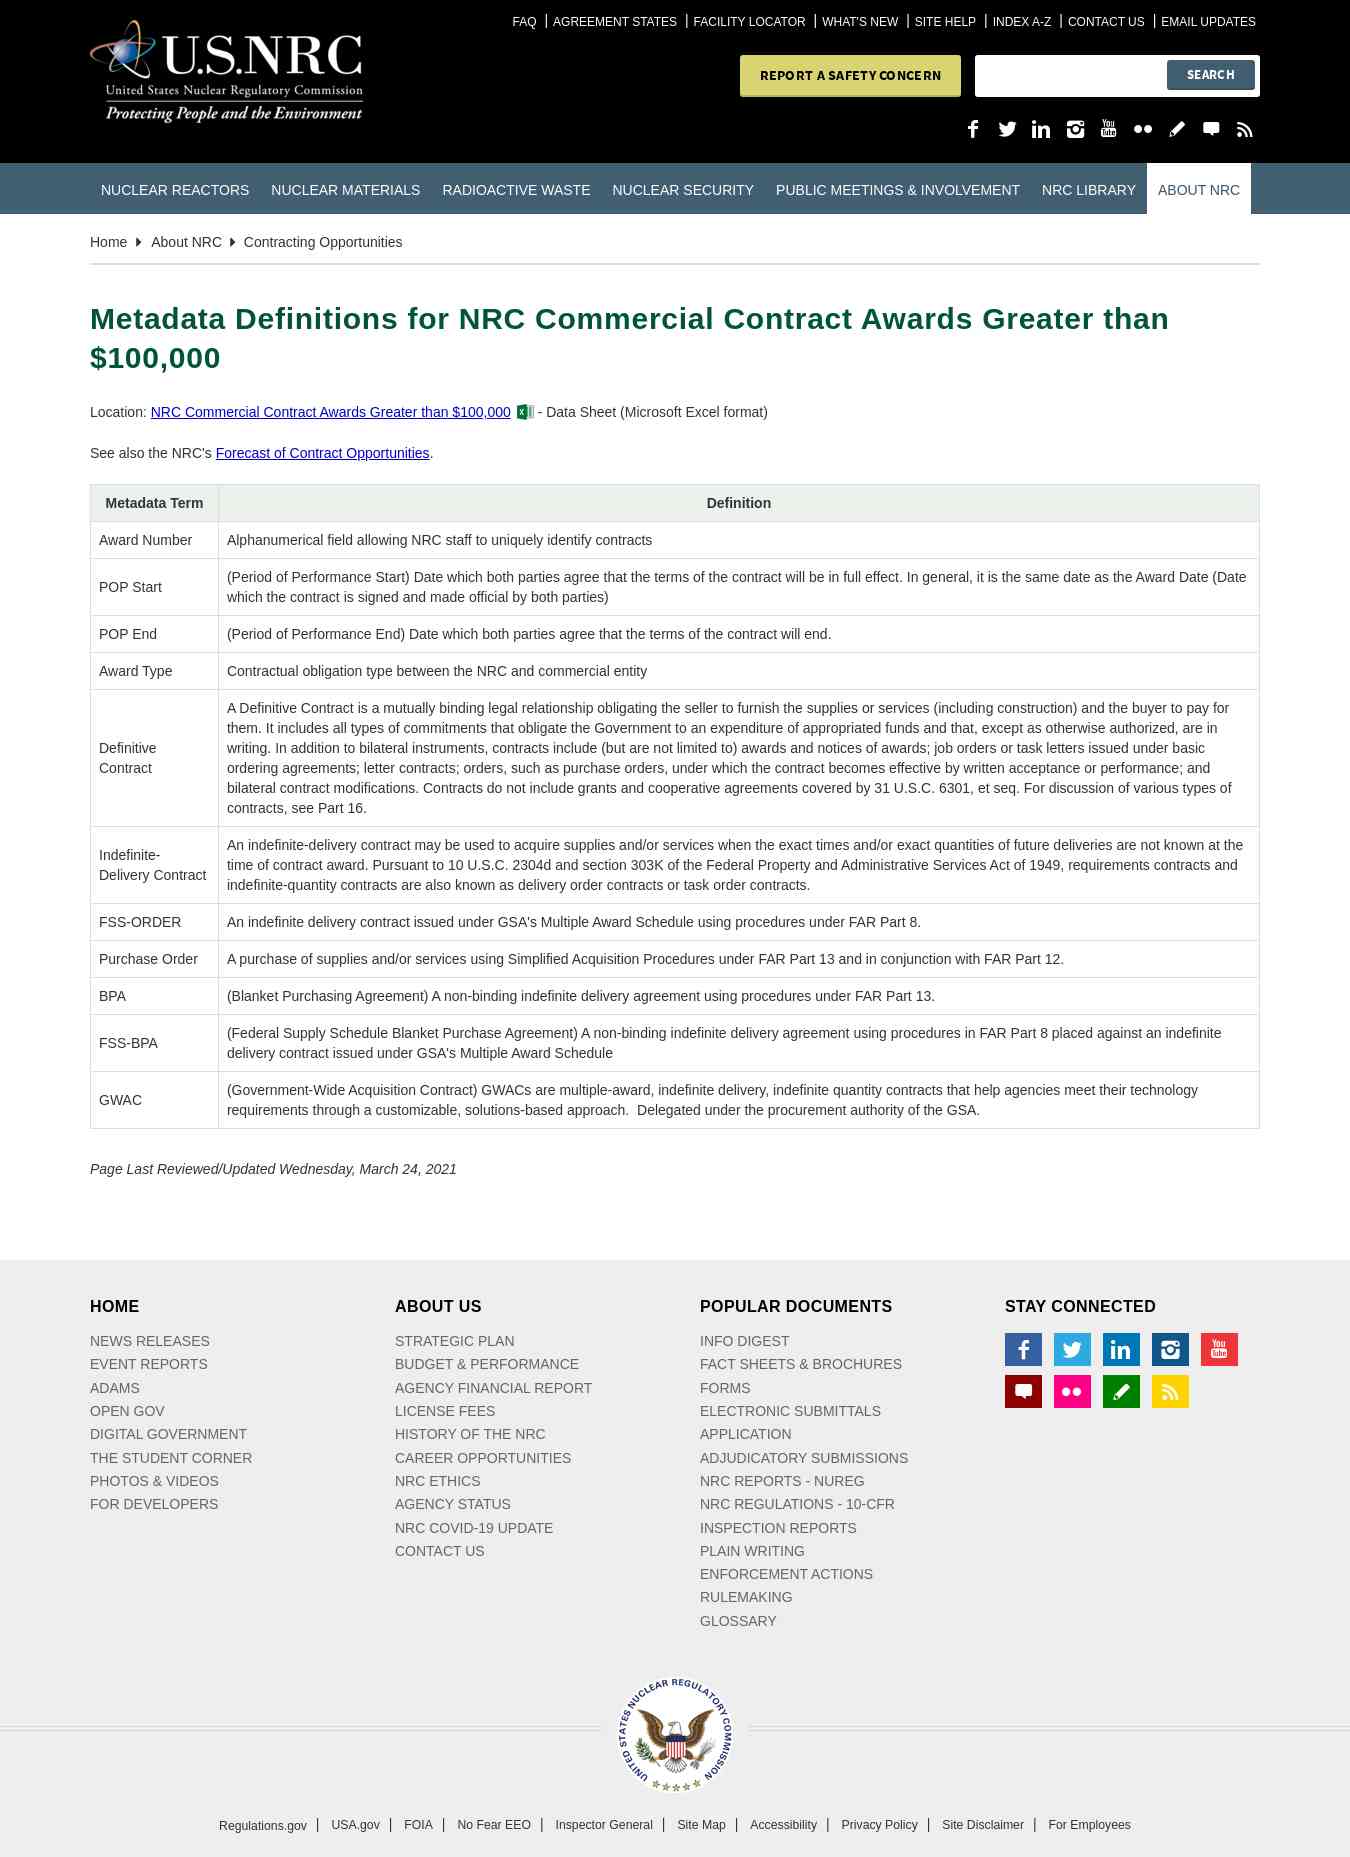 FAQ | AGREEMENT STATES | FACILITY LOCATOR | WHAT'S NEW | SITE HELP | INDEX A-Z | CONTACT US | EMAIL UPDATES
U.S.NRC
United States Nuclear Regulatory Commission
Protecting People and the Environment
REPORT A SAFETY CONCERN
SEARCH
NUCLEAR REACTORS NUCLEAR MATERIALS RADIOACTIVE WASTE NUCLEAR SECURITY PUBLIC MEETINGS & INVOLVEMENT NRC LIBRARY ABOUT NRC
Home About NRC Contracting Opportunities
Metadata Definitions for NRC Commercial Contract Awards Greater than
$100,000
Location: NRC Commercial Contract Awards Greater than $100,000 - Data Sheet (Microsoft Excel format)
See also the NRC's Forecast of Contract Opportunities.
Metadata Term Definition
Award Number Alphanumerical field allowing NRC staff to uniquely identify contracts
POP Start (Period of Performance Start) Date which both parties agree that the terms of the contract will be in full effect. In general, it is the same date as the Award Date (Date
which the contract is signed and made official by both parties)
POP End (Period of Performance End) Date which both parties agree that the terms of the contract will end.
Award Type Contractual obligation type between the NRC and commercial entity
Definitive
Contract
A Definitive Contract is a mutually binding legal relationship obligating the seller to furnish the supplies or services (including construction) and the buyer to pay for
them. It includes all types of commitments that obligate the Government to an expenditure of appropriated funds and that, except as otherwise authorized, are in
writing. In addition to bilateral instruments, contracts include (but are not limited to) awards and notices of awards; job orders or task letters issued under basic
ordering agreements; letter contracts; orders, such as purchase orders, under which the contract becomes effective by written acceptance or performance; and
bilateral contract modifications. Contracts do not include grants and cooperative agreements covered by 31 U.S.C. 6301, et seq. For discussion of various types of
contracts, see Part 16.
Indefinite-
Delivery Contract
An indefinite-delivery contract may be used to acquire supplies and/or services when the exact times and/or exact quantities of future deliveries are not known at the
time of contract award. Pursuant to 10 U.S.C. 2304d and section 303K of the Federal Property and Administrative Services Act of 1949, requirements contracts and
indefinite-quantity contracts are also known as delivery order contracts or task order contracts.
FSS-ORDER An indefinite delivery contract issued under GSA's Multiple Award Schedule using procedures under FAR Part 8.
Purchase Order A purchase of supplies and/or services using Simplified Acquisition Procedures under FAR Part 13 and in conjunction with FAR Part 12.
BPA (Blanket Purchasing Agreement) A non-binding indefinite delivery agreement using procedures under FAR Part 13.
FSS-BPA (Federal Supply Schedule Blanket Purchase Agreement) A non-binding indefinite delivery agreement using procedures in FAR Part 8 placed against an indefinite
delivery contract issued under GSA's Multiple Award Schedule
GWAC (Government-Wide Acquisition Contract) GWACs are multiple-award, indefinite delivery, indefinite quantity contracts that help agencies meet their technology
requirements through a customizable, solutions-based approach. Delegated under the procurement authority of the GSA.
Page Last Reviewed/Updated Wednesday, March 24, 2021
HOME
NEWS RELEASES
EVENT REPORTS
ADAMS
OPEN GOV
DIGITAL GOVERNMENT
THE STUDENT CORNER
PHOTOS & VIDEOS
FOR DEVELOPERS
ABOUT US
STRATEGIC PLAN
BUDGET & PERFORMANCE
AGENCY FINANCIAL REPORT
LICENSE FEES
HISTORY OF THE NRC
CAREER OPPORTUNITIES
NRC ETHICS
AGENCY STATUS
NRC COVID-19 UPDATE
CONTACT US
POPULAR DOCUMENTS
INFO DIGEST
FACT SHEETS & BROCHURES
FORMS
ELECTRONIC SUBMITTALS
APPLICATION
ADJUDICATORY SUBMISSIONS
NRC REPORTS - NUREG
NRC REGULATIONS - 10-CFR
INSPECTION REPORTS
PLAIN WRITING
ENFORCEMENT ACTIONS
RULEMAKING
GLOSSARY
STAY CONNECTED
You Tube
UNITED STATES NUCLEAR REGULATORY COMMISSION
Regulations.gov | USA.gov | FOIA | No Fear EEO | Inspector General | Site Map | Accessibility | Privacy Policy | Site Disclaimer | For Employees